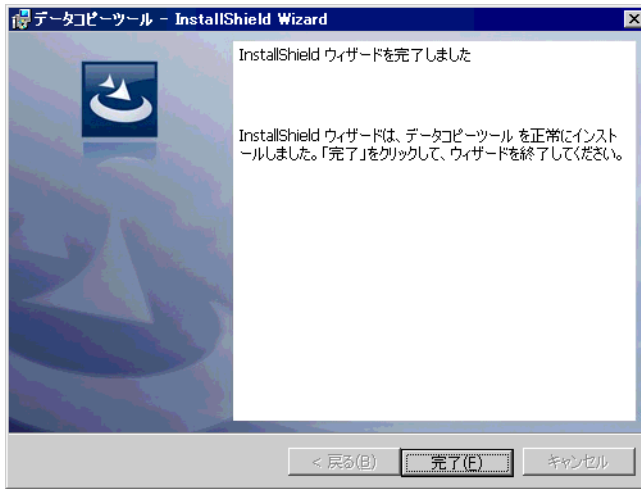 データコピーツール - InstallShield Wizard
InstallShield ウィザードを完了しました
InstallShield ウィザードは、データコピーツール を正常にインスト
ールしました。「完了」をクリックして、ウィザードを終了してください。
< 戻る(B)
完了(F)
キャンセル